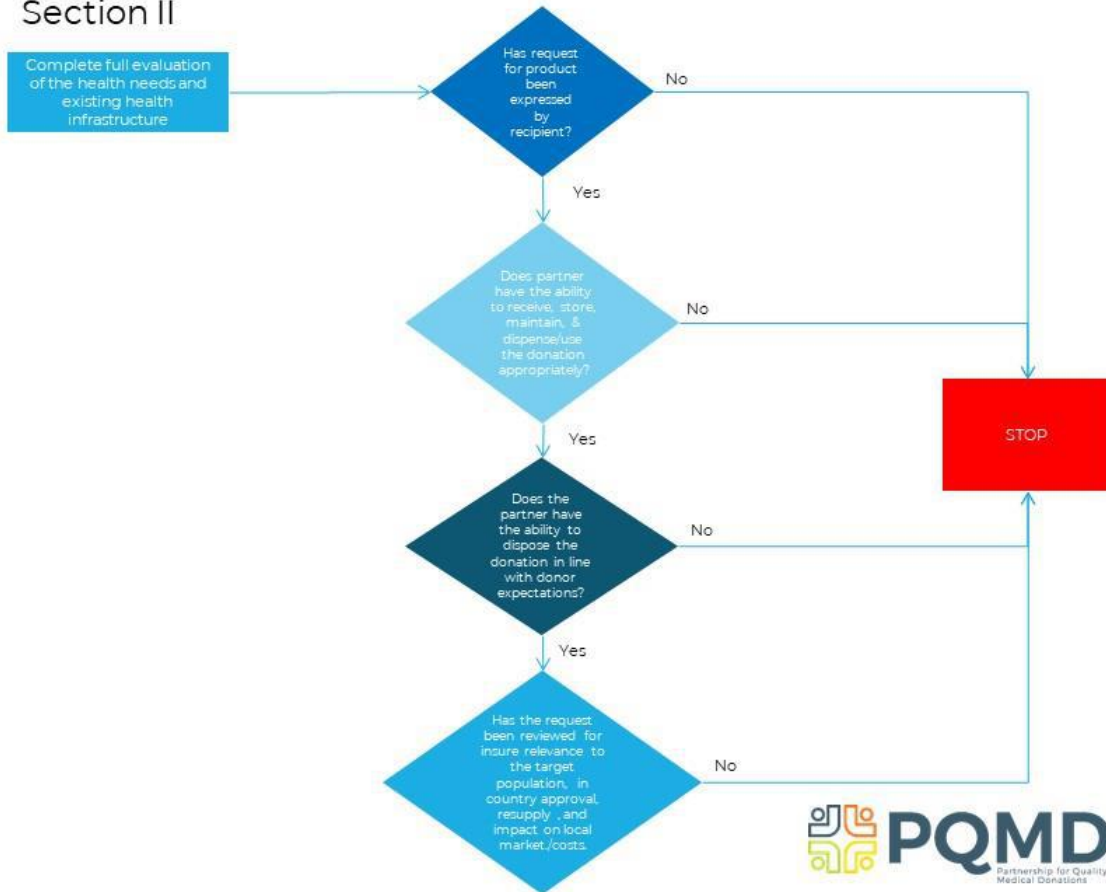 Section II
Complete full evaluation
of the health needs and
existing health
infrastructure
Has request
for product
been
expressed
by
recipient?
No
Yes
Does partner
have the ability
to receive, store,
maintain, &
dispense/use
the donation
appropriately?
No
STOP
Yes
Does the
partner have
the ability to
dispose the
donation in line
with donor
expectations?
No
Yes
Has the request
been reviewed for
insure relevance to
the target
population, in
country approval,
resupply , and
impact on local
market/costs.
No
PQMD
Partnership for Quality
Medical Donations